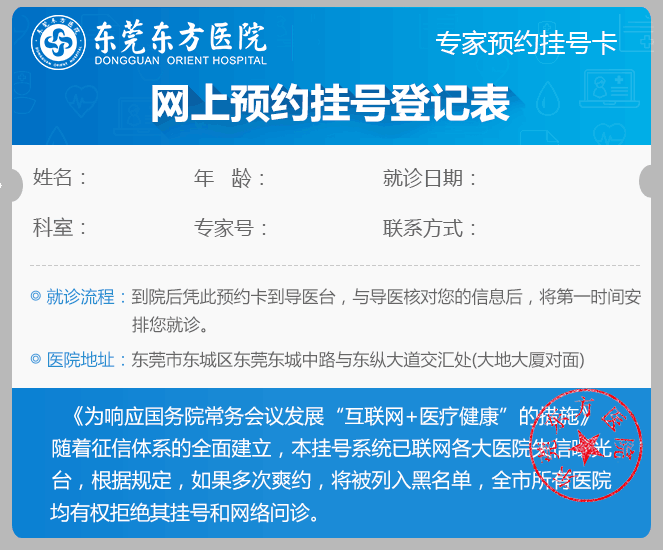 东莞东方医院
DONGGUAN ORIENT HOSPITAL
专家预约挂号卡
网上预约挂号登记表
姓名：
年 龄：
就诊日期：
科室：
专家号：
联系方式：
就诊流程：到院后凭此预约卡到导医台，与导医核对您的信息后，将第一时间安
排您就诊。
医院地址：东莞市东城区东莞东城中路与东纵大道交汇处(大地大厦对面)
《为响应国务院常务会议发展“互联网+医疗健康”的措施》
随着征信体系的全面建立，本挂号系统已联网各大医院失信曝光
台，根据规定，如果多次爽约，将被列入黑名单，全市所有医院
均有权拒绝其挂号和网络问诊。